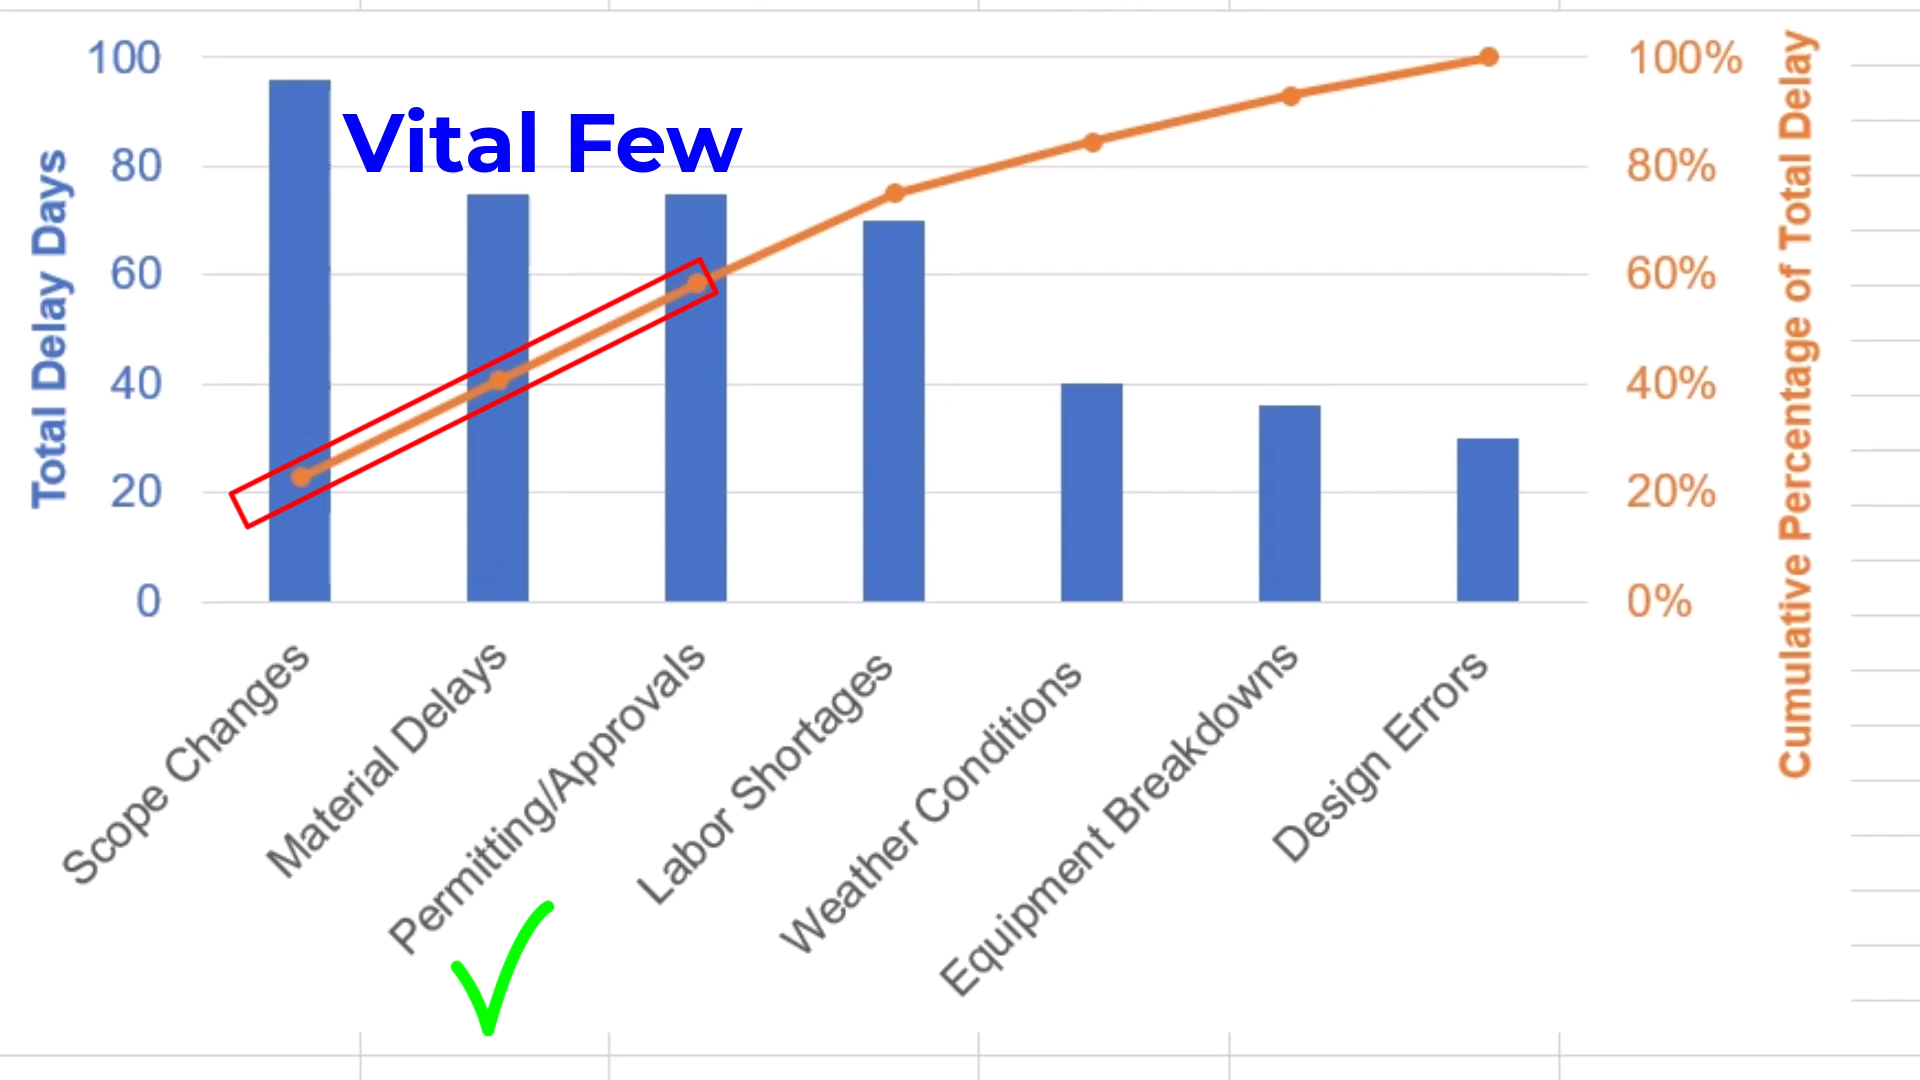 100
80
60
40
20
0
Total Delay Days
Vital Few
100%
80%
60%
40%
20%
0%
Cumulative Percentage of Total Delay
Scope Changes
Material Delays
Permitting/Approvals
Labor Shortages
Weather Conditions
Equipment Breakdowns
Design Errors